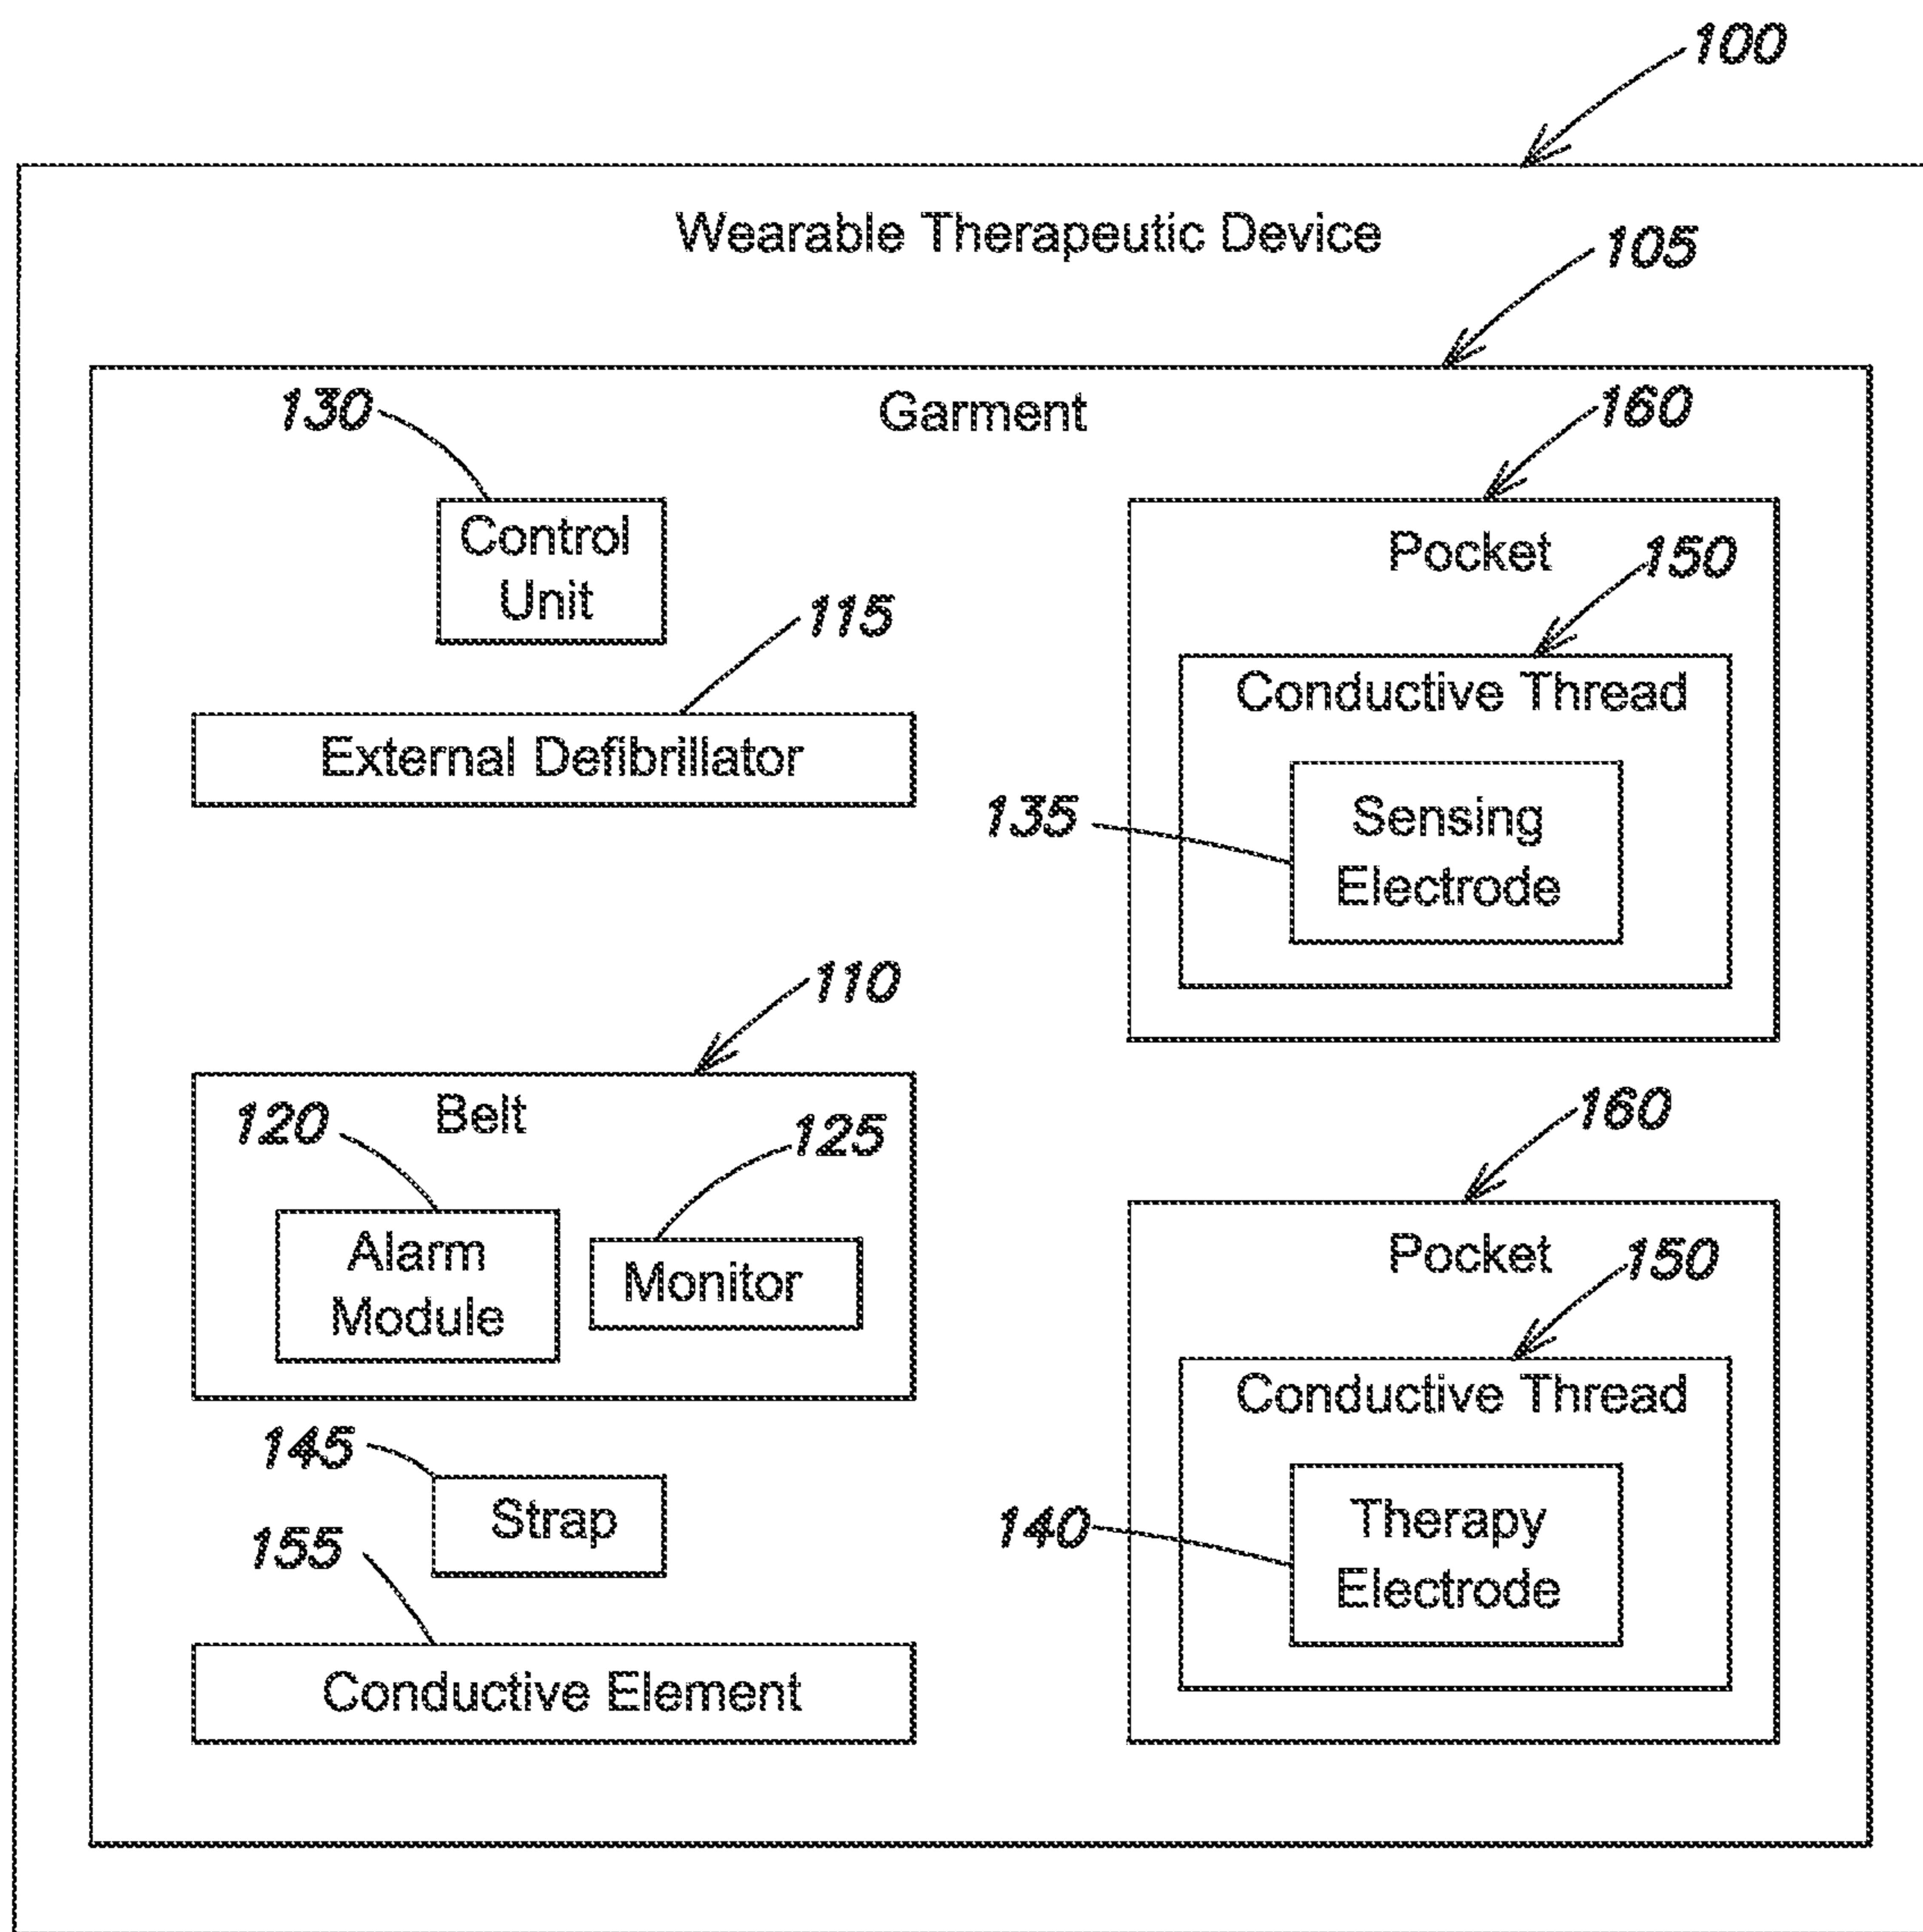 100
Wearable Therapeutic Device
105
130
Garment
160
Control
Unit
Pocket
150
115
Conductive Thread
External Defibrillator
135
Sensing
Electrode
110
Belt
120
125
160
Alarm
Module
Monitor
Pocket
150
Conductive Thread
145
Strap
140
Therapy
Electrode
155
Conductive Element